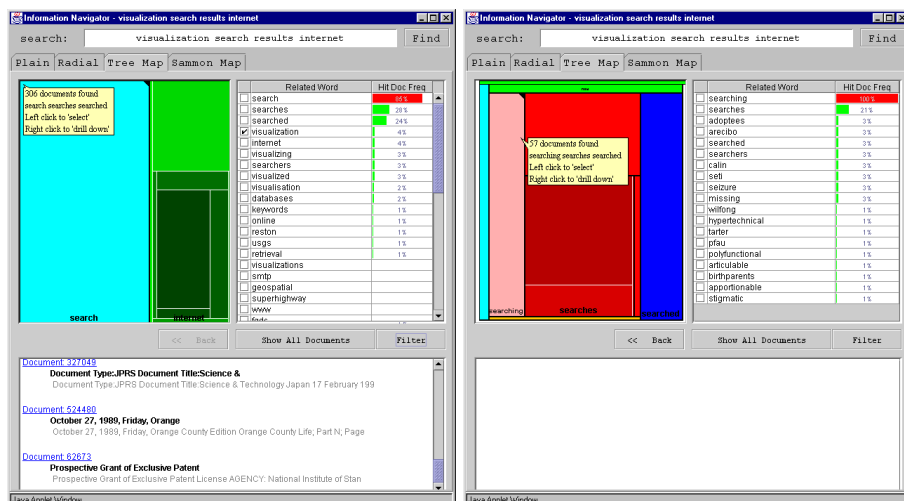 Information Navigator - visualization search results internet
search: visualization search results internet Find
Plain Radial Tree Map Sammon Map
306 documents found
search searches searched
Left click to 'select'
Right click to 'drill down'
search
internet
Related Word Hit Doc Freq
search 85%
searches 28%
searched 24%
visualization 4%
internet 4%
visualizing 3%
searchers 3%
visualized 3%
visualisation 2%
databases 2%
keywords 1%
online 1%
reston 1%
usgs 1%
retrieval 1%
visualizations
smtp
geospatial
superhighway
www
<< Back Show All Documents Filter
Document: 327049
Document Type:JPRS Document Title:Science &
Document Type:JPRS Document Title:Science & Technology Japan 17 February 199
Document: 524480
October 27, 1989, Friday, Orange
October 27, 1989, Friday, Orange County Edition Orange County Life; Part N; Page
Document: 62673
Prospective Grant of Exclusive Patent
Prospective Grant of Exclusive Patent License AGENCY: National Institute of Stan
Java Applet Window
Information Navigator - visualization search results internet
search: visualization search results internet Find
Plain Radial Tree Map Sammon Map
57 documents found
searching searches searched
Left click to 'select'
Right click to 'drill down'
searching
searches
searched
Related Word Hit Doc Freq
searching 100%
searches 21%
adoptees 3%
arecibo 3%
searched 3%
searchers 3%
calin 3%
seti 3%
seizure 3%
missing 3%
wilfong 1%
hypertechnical 1%
tarter 1%
pfau 1%
polyfunctional 1%
articulable 1%
birthparents 1%
apportionable 1%
stigmatic 1%
<< Back Show All Documents Filter
Java Applet Window